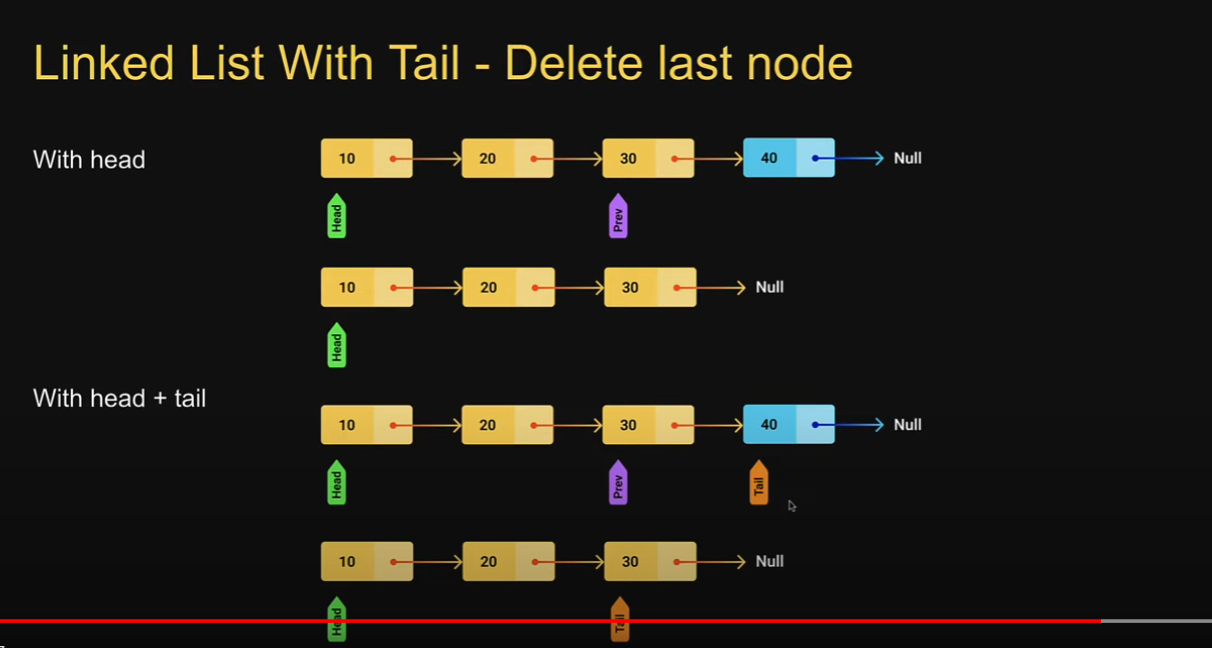 Linked List With Tail - Delete last node
With head
10 20 30 40 Null
Head Prev
10 20 30 Null
Head
With head + tail
10 20 30 40 Null
Head Prev Tail
10 20 30 Null
Head Tail